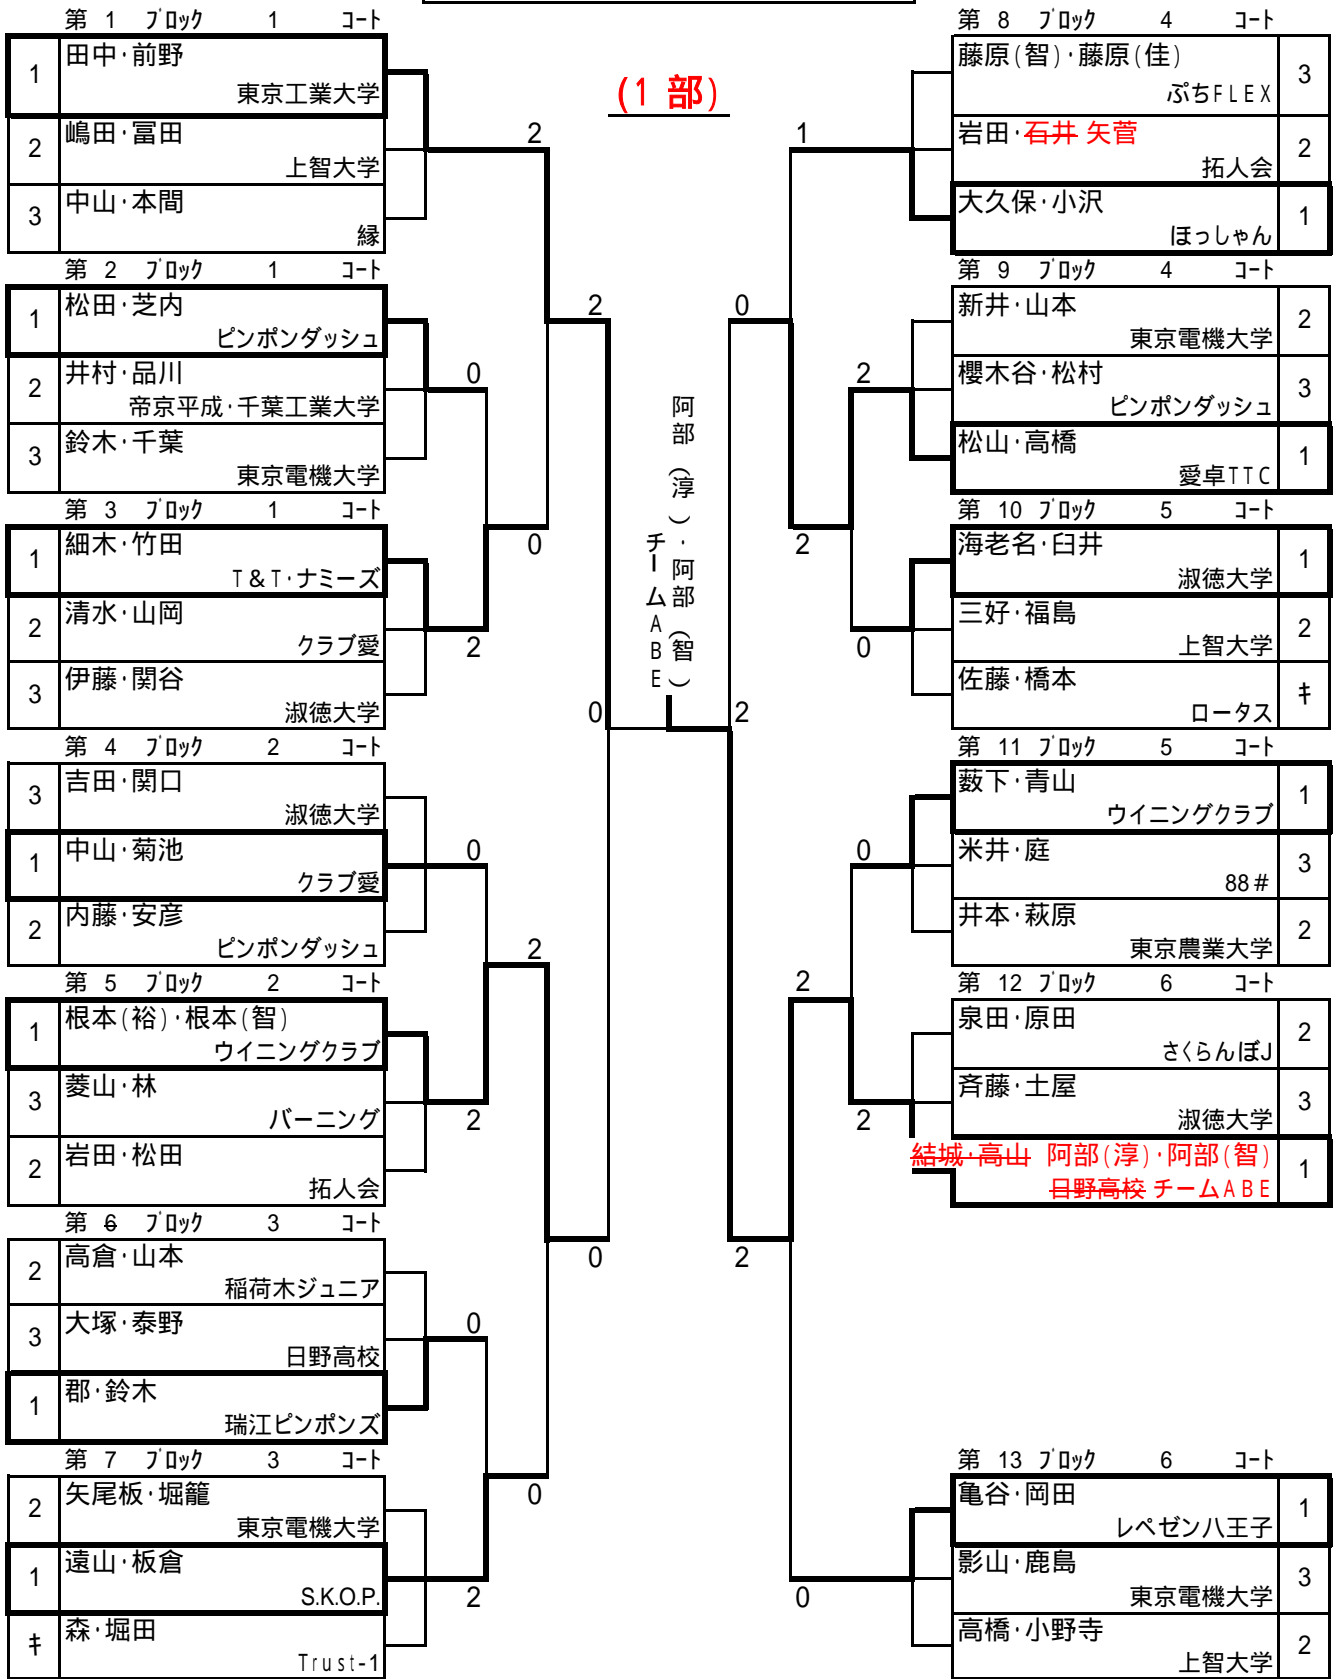 (1 部)
第 1 ブロック 1 コート
1 田中・前野
東京工業大学
2 嶋田・冨田
上智大学
3 中山・本間
縁
第 2 ブロック 1 コート
1 松田・芝内
ピンポンダッシュ
2 井村・品川
帝京平成・千葉工業大学
3 鈴木・千葉
東京電機大学
第 3 ブロック 1 コート
1 細木・竹田
T&T・ナミーズ
2 清水・山岡
クラブ愛
3 伊藤・関谷
淑徳大学
第 4 ブロック 2 コート
3 吉田・関口
淑徳大学
1 中山・菊池
クラブ愛
2 内藤・安彦
ピンポンダッシュ
第 5 ブロック 2 コート
1 根本(裕)・根本(智)
ウイニングクラブ
3 菱山・林
バーニング
2 岩田・松田
拓人会
第 6 ブロック 3 コート
2 高倉・山本
稲荷木ジュニア
3 大塚・泰野
日野高校
1 郡・鈴木
瑞江ピンポンズ
第 7 ブロック 3 コート
2 矢尾板・堀籠
東京電機大学
1 遠山・板倉
S.K.O.P.
キ 森・堀田
Trust-1
2
0
2
0
2
0
0
2
2
0
0
2
2
0
0
阿部(淳)・阿部(智)
チームABE
2
0
2
1
2
2
0
0
2
2
0
第 8 ブロック 4 コート
藤原(智)・藤原(佳) 3
ぷちFLEX
岩田・石井 矢菅 2
拓人会
大久保・小沢 1
ほっしゃん
第 9 ブロック 4 コート
新井・山本 2
東京電機大学
櫻木谷・松村 3
ピンポンダッシュ
松山・高橋 1
愛卓TTC
第 10 ブロック 5 コート
海老名・臼井 1
淑徳大学
三好・福島 2
上智大学
佐藤・橋本 キ
ロータス
第 11 ブロック 5 コート
薮下・青山 1
ウイニングクラブ
米井・庭 3
88#
井本・萩原 2
東京農業大学
第 12 ブロック 6 コート
泉田・原田 2
さくらんぼJ
斉藤・土屋 3
淑徳大学
結城・高山 阿部(淳)・阿部(智) 1
日野高校 チームABE
第 13 ブロック 6 コート
亀谷・岡田 1
レペゼン八王子
影山・鹿島 3
東京電機大学
高橋・小野寺 2
上智大学